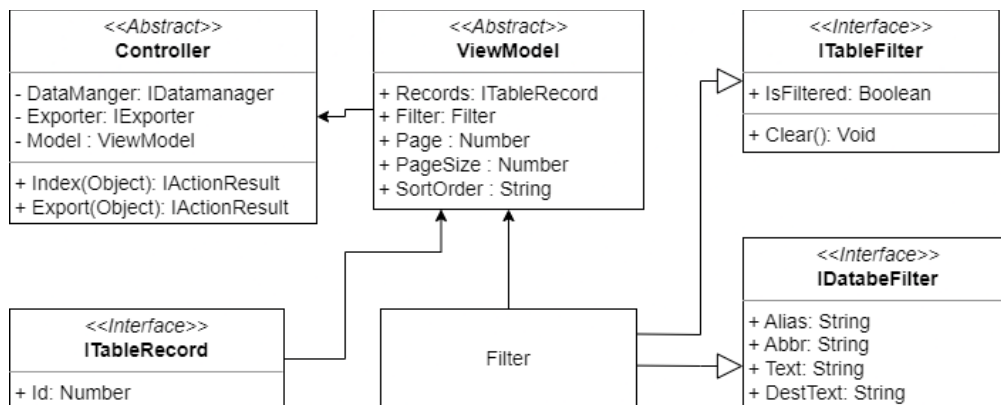 <<Abstract>>
Controller
- DataManger: IDatamanager
- Exporter: IExporter
- Model : ViewModel
+ Index(Object): IActionResult
+ Export(Object): IActionResult
<<Abstract>>
ViewModel
+ Records: ITableRecord
+ Filter: Filter
+ Page : Number
+ PageSize : Number
+ SortOrder : String
<<Interface>>
ITableFilter
+ IsFiltered: Boolean
+ Clear(): Void
<<Interface>>
ITableRecord
+ Id: Number
Filter
<<Interface>>
IDatabeFilter
+ Alias: String
+ Abbr: String
+ Text: String
+ DestText: String